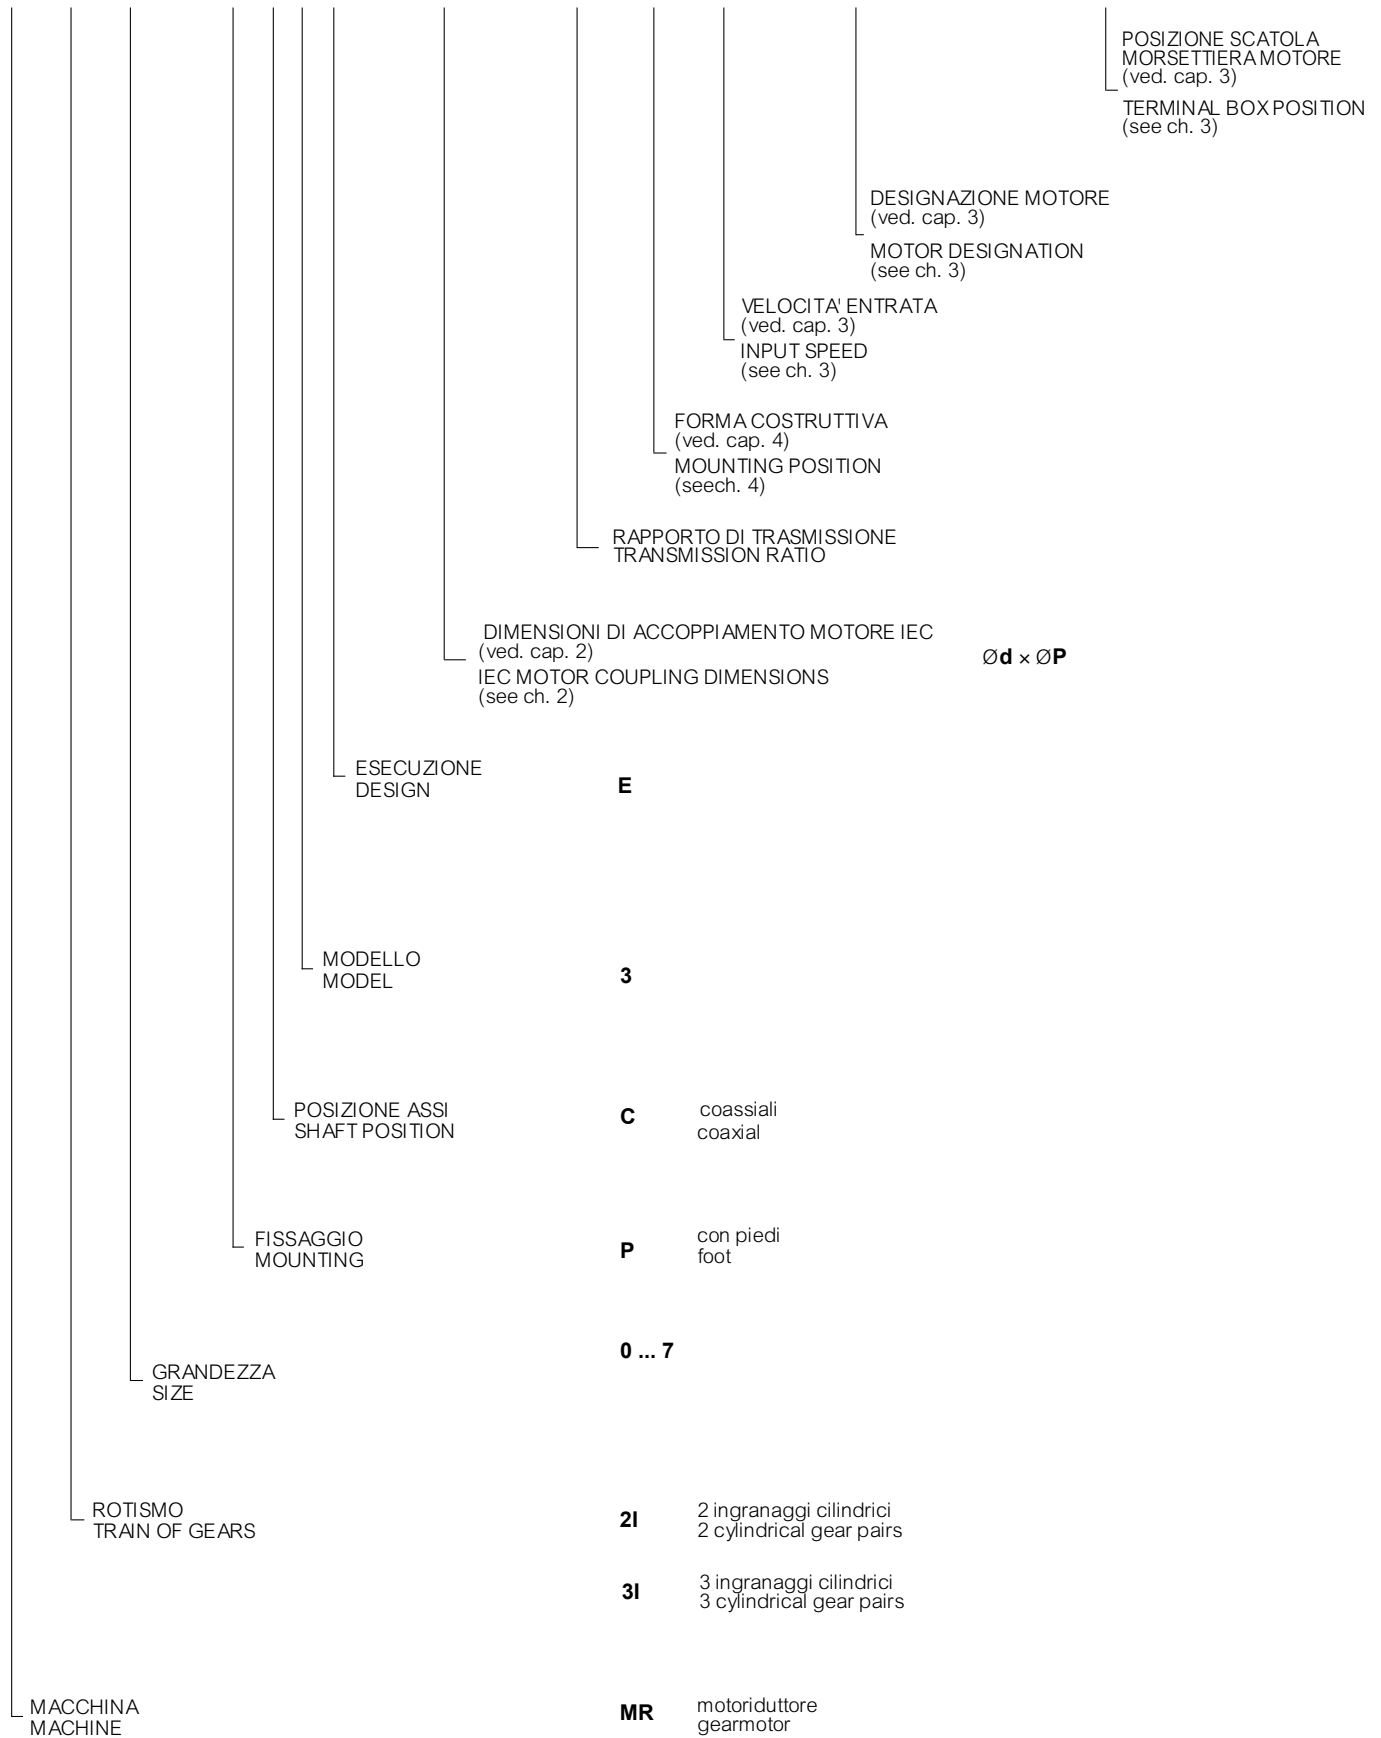 POSIZIONE SCATOLA
MORSETTIERA MOTORE
(ved. cap. 3)
TERMINAL BOX POSITION
(see ch. 3)
DESIGNAZIONE MOTORE
(ved. cap. 3)
MOTOR DESIGNATION
(see ch. 3)
VELOCITA' ENTRATA
(ved. cap. 3)
INPUT SPEED
(see ch. 3)
FORMA COSTRUTTIVA
(ved. cap. 4)
MOUNTING POSITION
(seech. 4)
RAPPORTO DI TRASMISSIONE
TRANSMISSION RATIO
DIMENSIONI DI ACCOPPIAMENTO MOTORE IEC
(ved. cap. 2)
IEC MOTOR COUPLING DIMENSIONS
(see ch. 2)
Ød × ØP
ESECUZIONE
DESIGN
E
MODELLO
MODEL
3
POSIZIONE ASSI
SHAFT POSITION
C
coassiali
coaxial
FISSAGGIO
MOUNTING
P
con piedi
foot
GRANDEZZA
SIZE
0 ... 7
ROTISMO
TRAIN OF GEARS
2I
2 ingranaggi cilindrici
2 cylindrical gear pairs
3I
3 ingranaggi cilindrici
3 cylindrical gear pairs
MACCHINA
MACHINE
MR
motoriduttore
gearmotor